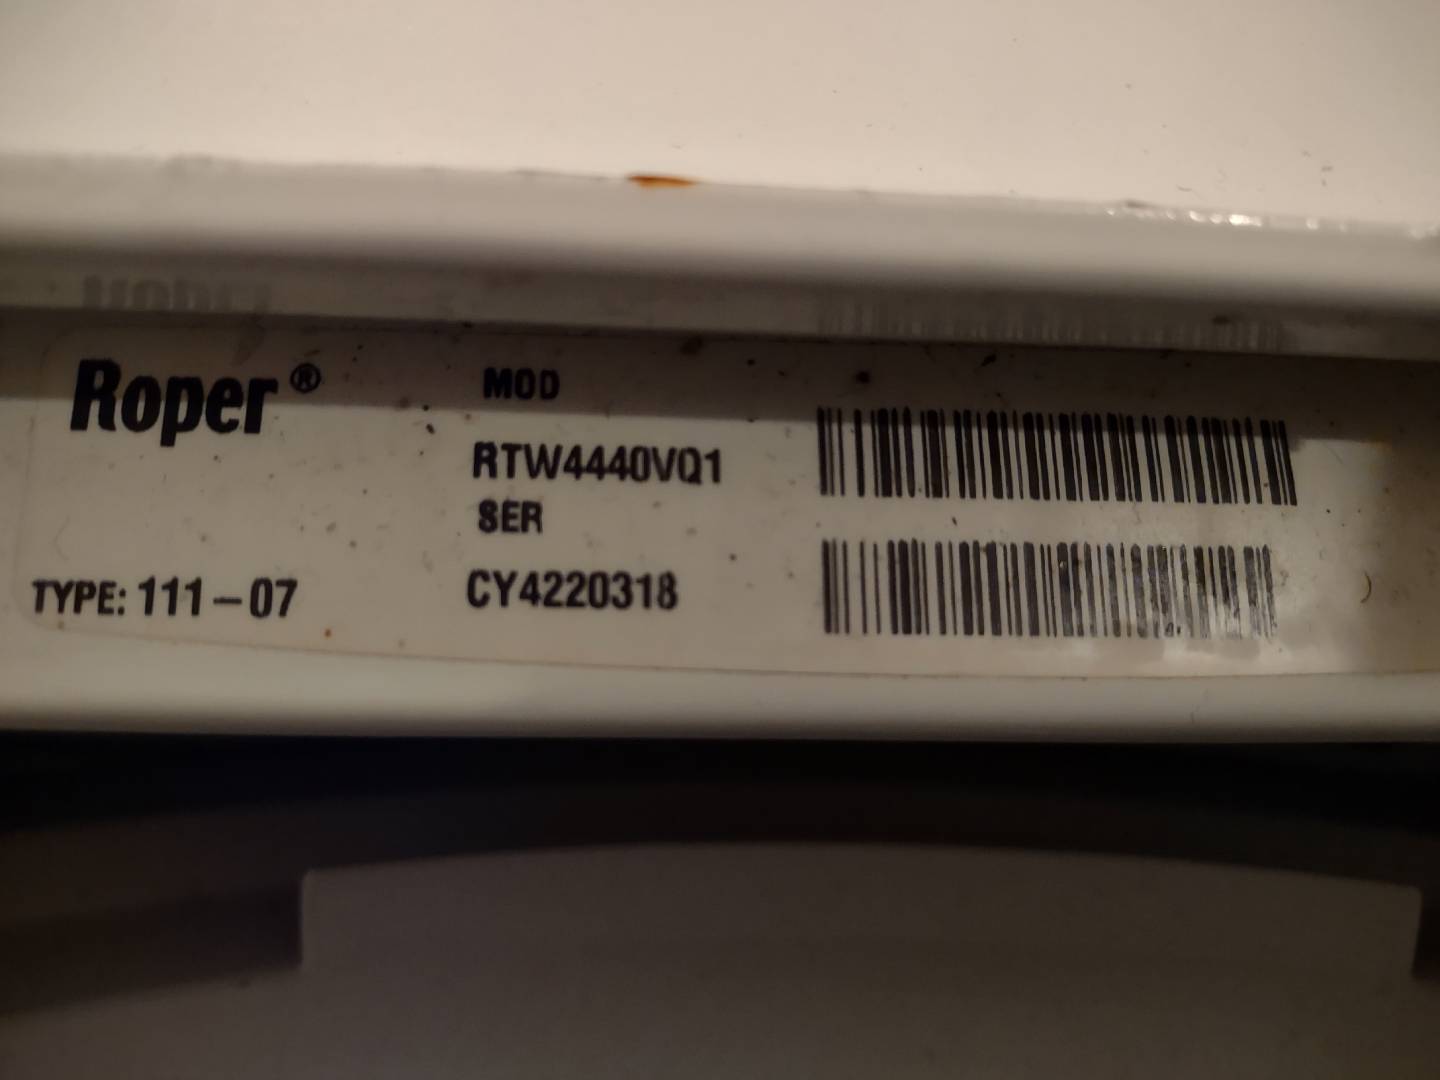 Roper®
MOD
RTW4440VQ1
SER
TYPE: 111-07
CY4220318